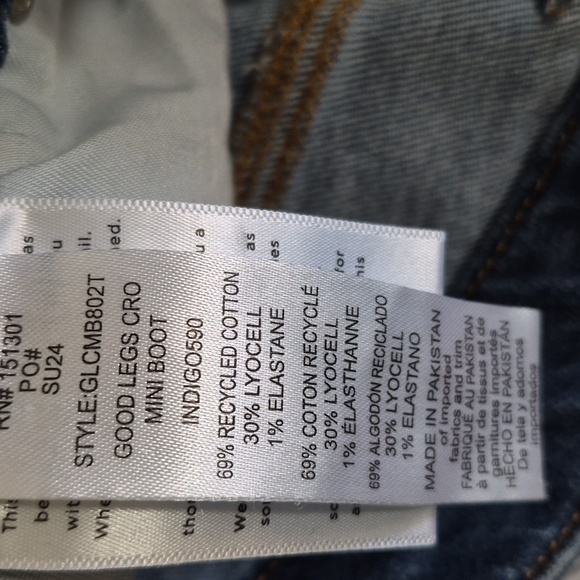 RN# 151301
PO#
SU24
STYLE:GLCMB802T
GOOD LEGS CRO
MINI BOOT
INDIGO590
69% RECYCLED COTTON
30% LYOCELL
1% ELASTANE
69% COTON RECYCLÉ
30% LYOCELL
1% ÉLASTHANNE
69% ALGODÓN RECICLADO
30% LYOCELL
1% ELASTANO
MADE IN PAKISTAN
of imported
fabrics and trim
FABRIQUÉ AU PAKISTAN
à partir de tissus et de
garnitures importés
HECHO EN PAKISTÁN
De tela y adornos
importados